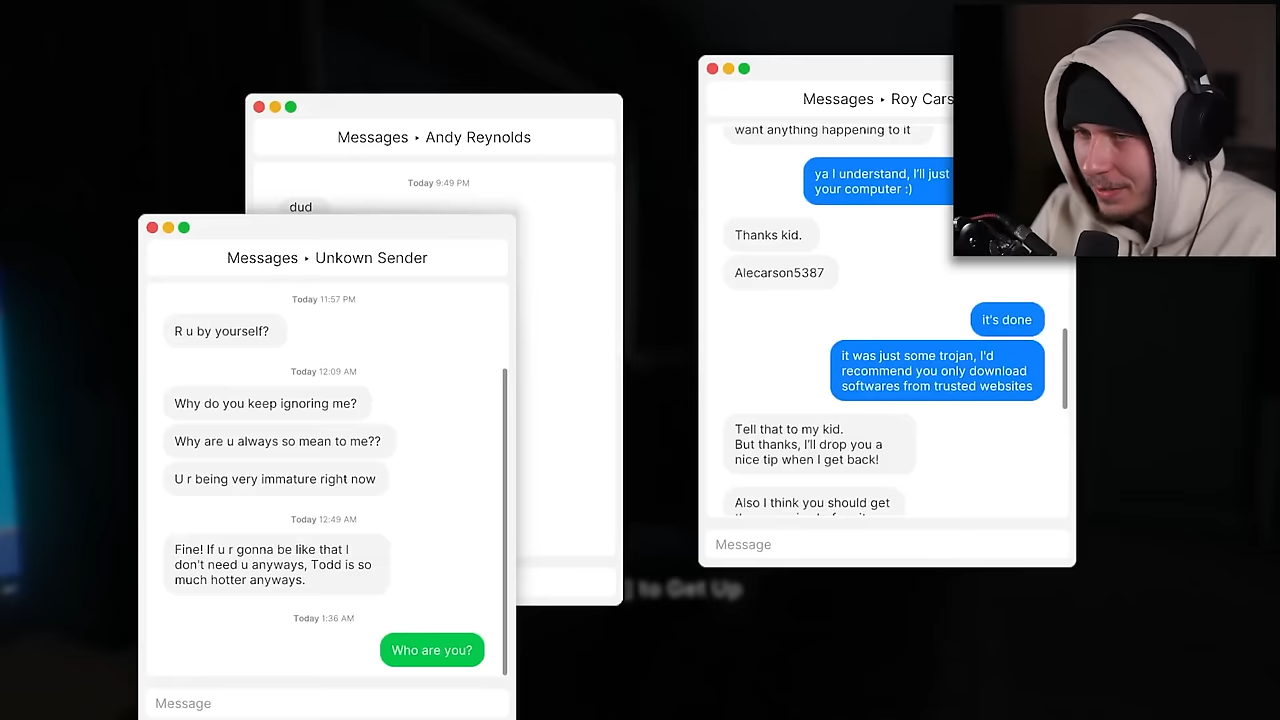 Messages ‣ Andy Reynolds
Today 9:49 PM
dud
Messages ‣ Unkown Sender
Today 11:57 PM
R u by yourself?
Today 12:09 AM
Why do you keep ignoring me?
Why are u always so mean to me??
U r being very immature right now
Today 12:49 AM
Fine! If u r gonna be like that I
don't need u anyways, Todd is so
much hotter anyways.
Today 1:36 AM
Who are you?
Message
Messages ‣ Roy Cars
want anything happening to it
ya I understand, I'll just
your computer :)
Thanks kid.
Alecarson5387
it's done
it was just some trojan, I'd
recommend you only download
softwares from trusted websites
Tell that to my kid.
But thanks, I'll drop you a
nice tip when I get back!
Also I think you should get
Message
to Get Up